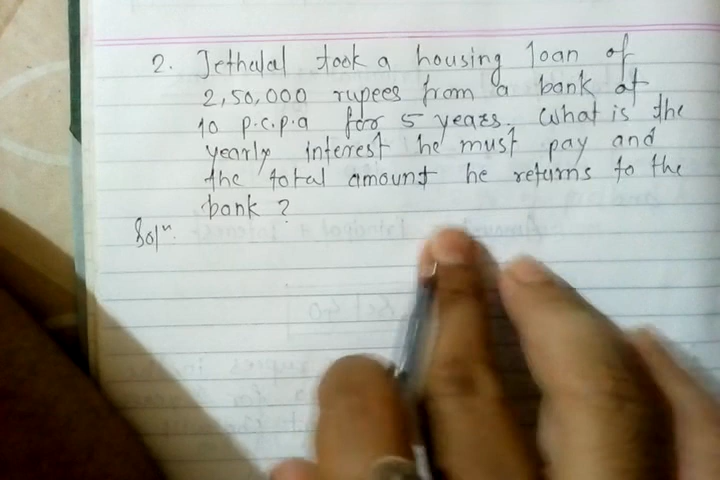 2. Jethalal took a housing loan of
2,50,000 rupees from a bank at
10 p.c.p.a for 5 years. What is the
yearly interest he must pay and
the total amount he returns to the
bank ?
Solⁿ.